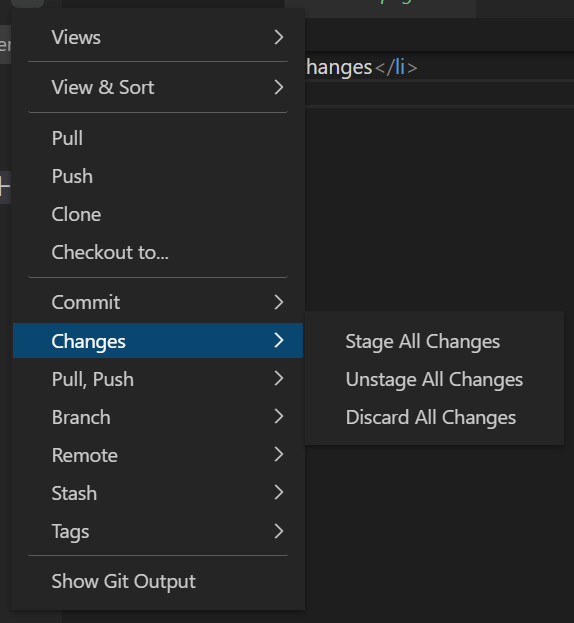 Views
View & Sort
hanges</li>
Pull
Push
Clone
Checkout to...
Commit
Changes
Stage All Changes
Pull, Push
Unstage All Changes
Branch
Discard All Changes
Remote
Stash
Tags
Show Git Output